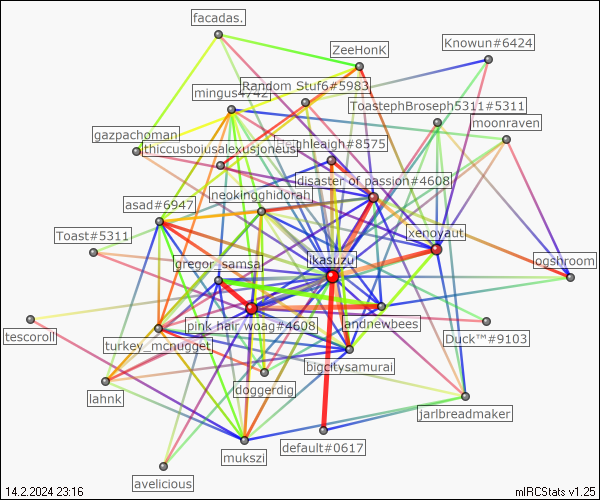 facadas.
Knowun#6424
ZeeHonK
Random Stuf6#5983
mingus4742
ToastephBroseph5311#5311
moonraven
gazpachoman
thiccusboiusalexusjoneus
#8575
disaster of passion#4608
neokingghidorah
asad#6947
xenoyaut
Toast#5311
ikasuzu
gregor_samsa
ogshroom
pink hair woag#4608
andnewbees
tescoroll
turkey_mcnugget
Duck™#9103
bigcitysamurai
doggerdig
lahnk
jarlbreadmaker
default#0617
mukszi
avelicious
14.2.2024 23:16
mIRCStats v1.25